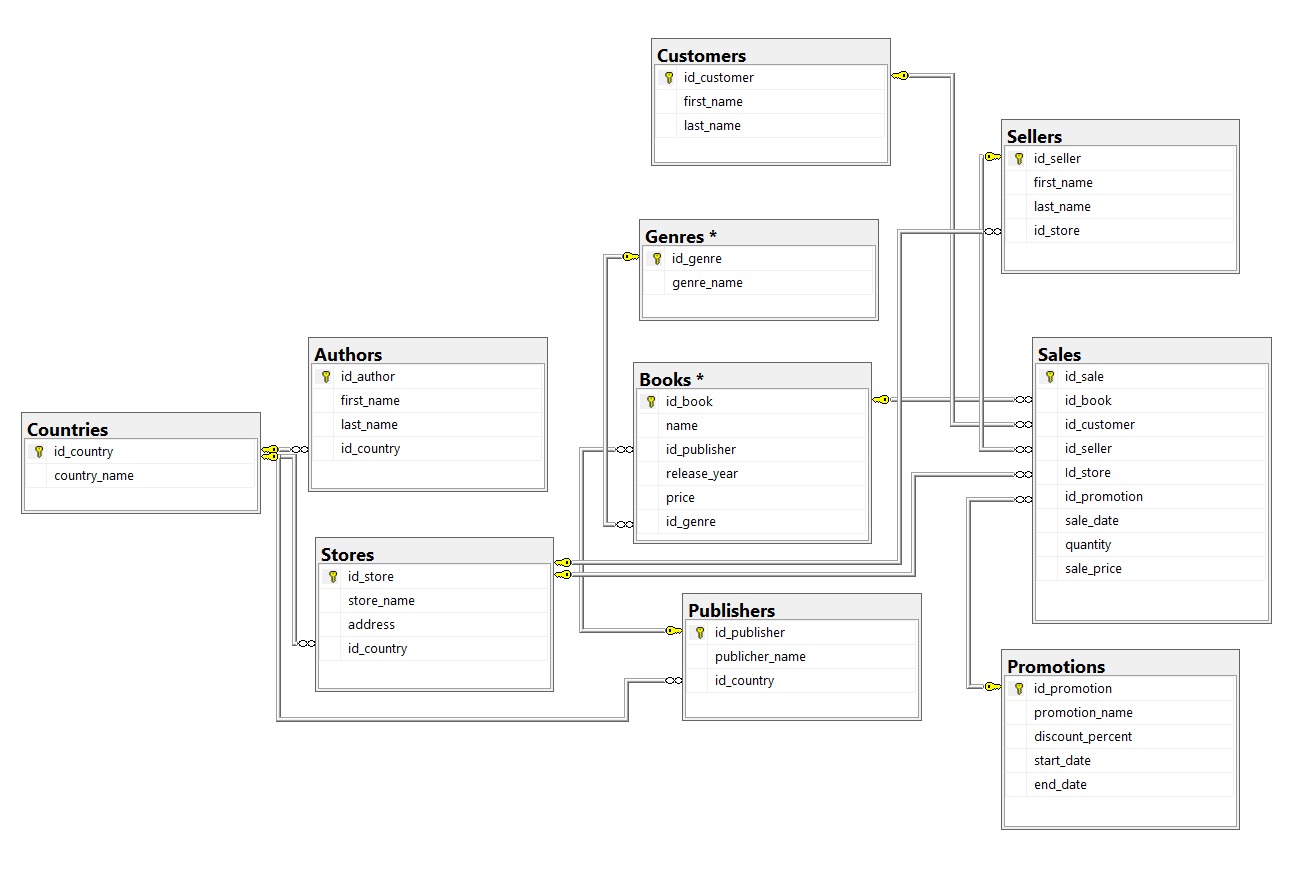 Customers
id_customer
first_name
last_name
Sellers
id_seller
first_name
last_name
id_store
Genres *
id_genre
genre_name
Authors
id_author
first_name
last_name
id_country
Books *
id_book
name
id_publisher
release_year
price
id_genre
Sales
id_sale
id_book
id_customer
id_seller
Id_store
id_promotion
sale_date
quantity
sale_price
Countries
id_country
country_name
Stores
id_store
store_name
address
id_country
Publishers
id_publisher
publicher_name
id_country
Promotions
id_promotion
promotion_name
discount_percent
start_date
end_date